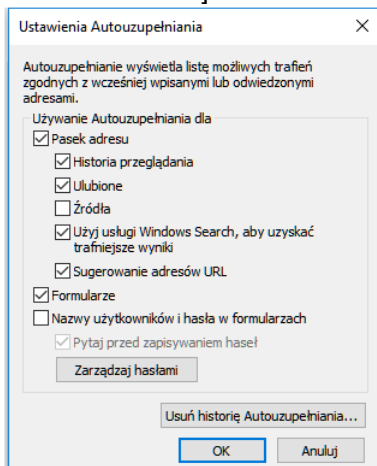 Ustawienia Autouzupełniania
Autouzupełnianie wyświetla listę możliwych trafień
zgodnych z wcześniej wpisanymi lub odwiedzonymi
adresami.
Używanie Autouzupełniania dla
Pasek adresu
Historia przeglądania
Ulubione
Źródła
Użyj usługi Windows Search, aby uzyskać
trafniejsze wyniki
Sugerowanie adresów URL
Formularze
Nazwy użytkowników i hasła w formularzach
Pytaj przed zapisywaniem haseł
Zarządzaj hasłami
Usuń historię Autouzupełniania...
OK Anuluj